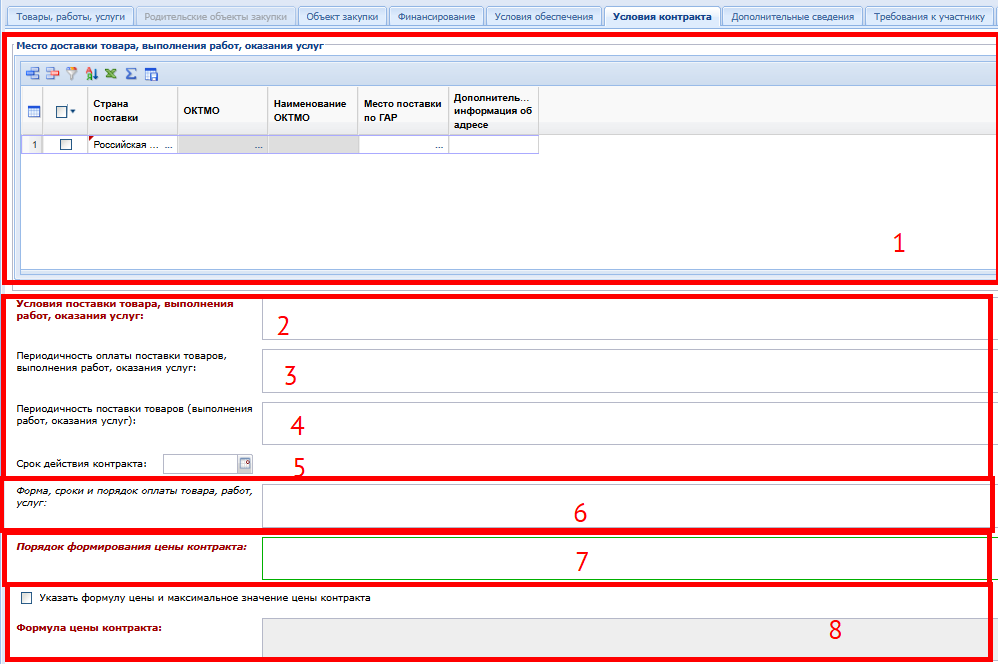 Товары, работы, услуги Родительские объекты закупки Объект закупки Финансирование Условия обеспечения Условия контракта Дополнительные сведения Требования к участнику
Место доставки товара, выполнения работ, оказания услуг
Страна поставки ОКТМО Наименование ОКТМО Место поставки по ГАР Дополнитель... информация об адресе
1 Российская ... ... ... ...
1
Условия поставки товара, выполнения
работ, оказания услуг:
2
Периодичность оплаты поставки товаров,
выполнения работ, оказания услуг:
3
Периодичность поставки товаров (выполнения
работ, оказания услуг):
4
Срок действия контракта:
5
Форма, сроки и порядок оплаты товара, работ,
услуг:
6
Порядок формирования цены контракта:
7
Указать формулу цены и максимальное значение цены контракта
Формула цены контракта:
8